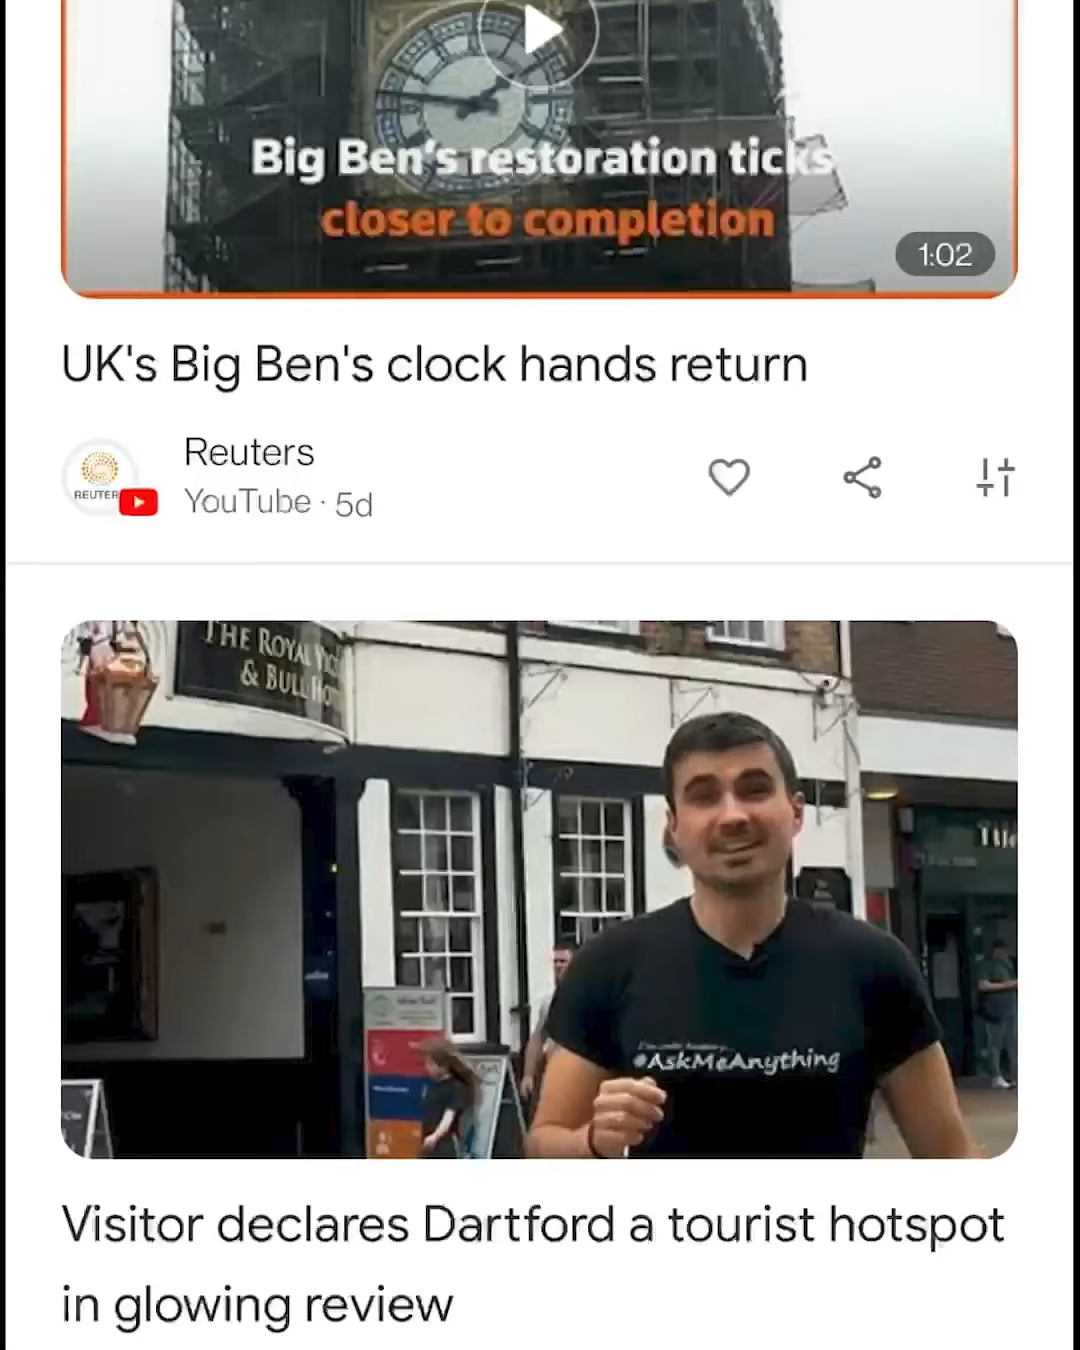 Big Ben's restoration ticks
closer to completion
1:02
UK's Big Ben's clock hands return
Reuters
REUTER
YouTube · 5d
THE ROYAL
& BULL
#AskMeAnything
Visitor declares Dartford a tourist hotspot
in glowing review